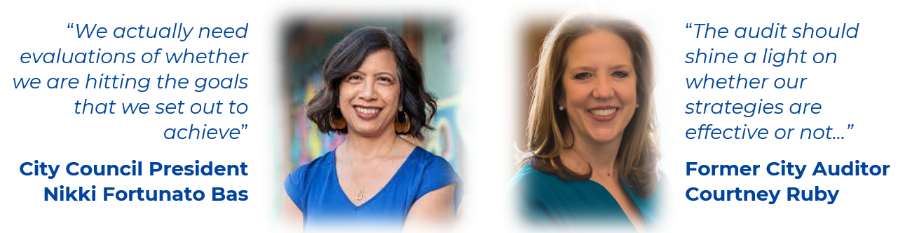 “We actually need
evaluations of whether
we are hitting the goals
that we set out to
achieve”
City Council President
Nikki Fortunato Bas
“The audit should
shine a light on
whether our
strategies are
effective or not...”
Former City Auditor
Courtney Ruby